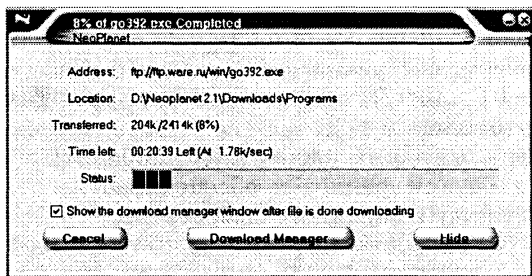 8% of go392.exe Completed
NeoPlanet
Address: ftp://ftp.ware.ru/win/go392.exe
Location: D:\Neoplanet 2.1\Downloads\Programs
Transferred: 204k/2414k (8%)
Time left: 00:20:39 Left (At 1.78k/sec)
Status:
Show the download manager window after file is done downloading
Cancel Download Manager Hide